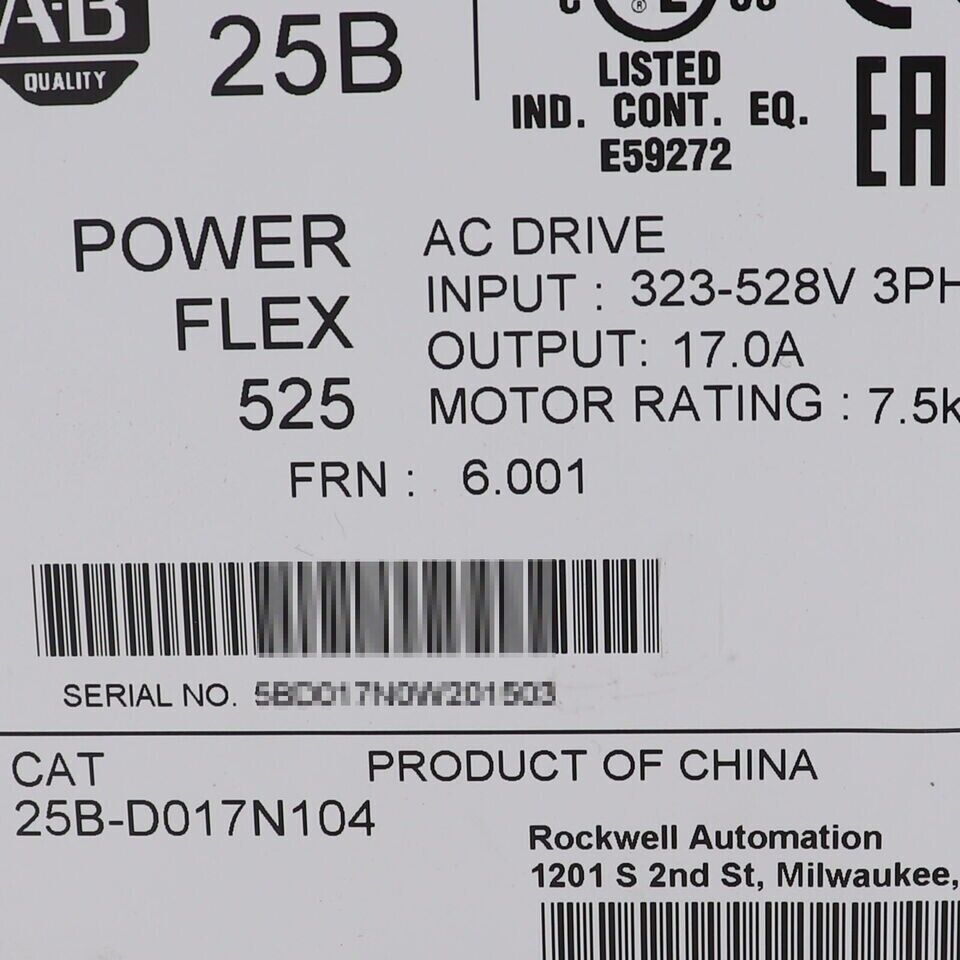 A-B
QUALITY
25B
LISTED
IND. CONT. EQ.
E59272
EAC
POWER
FLEX
525
AC DRIVE
INPUT : 323-528V 3PH
OUTPUT: 17.0A
MOTOR RATING : 7.5k
FRN : 6.001
SERIAL NO.
CAT
25B-D017N104
PRODUCT OF CHINA
Rockwell Automation
1201 S 2nd St, Milwaukee,